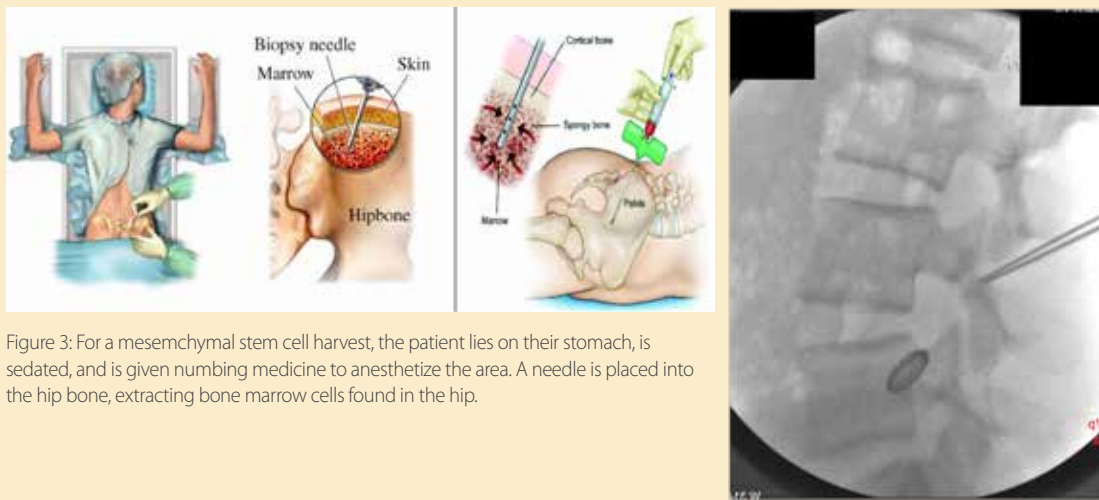 Biopsy needle
Marrow
Skin
Hipbone
Cortical bone
Spongy bone
Marrow
Pelvis
Figure 3: For a mesemchymal stem cell harvest, the patient lies on their stomach, is
sedated, and is given numbing medicine to anesthetize the area. A needle is placed into
the hip bone, extracting bone marrow cells found in the hip.